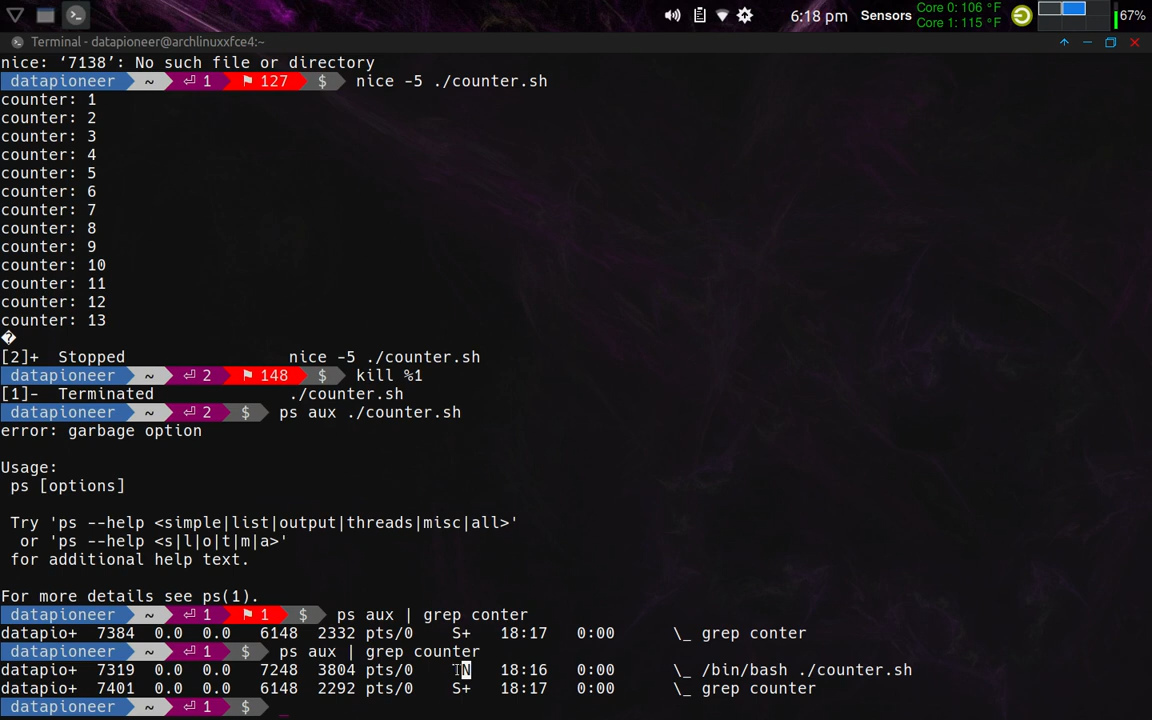 6:18 pm Sensors Core 0: 106 °F 67%
Core 1: 115 °F
Terminal - datapioneer@archlinuxxfce4:~
nice: ‘7138’: No such file or directory
datapioneer ~ ⏎ 1 ⚑ 127 $ nice -5 ./counter.sh
counter: 1
counter: 2
counter: 3
counter: 4
counter: 5
counter: 6
counter: 7
counter: 8
counter: 9
counter: 10
counter: 11
counter: 12
counter: 13
�
[2]+ Stopped nice -5 ./counter.sh
datapioneer ~ ⏎ 2 ⚑ 148 $ kill %1
[1]- Terminated ./counter.sh
datapioneer ~ ⏎ 2 $ ps aux ./counter.sh
error: garbage option
Usage:
ps [options]
Try 'ps --help <simple|list|output|threads|misc|all>'
or 'ps --help <s|l|o|t|m|a>'
for additional help text.
For more details see ps(1).
datapioneer ~ ⏎ 1 ⚑ 1 $ ps aux | grep conter
datapio+ 7384 0.0 0.0 6148 2332 pts/0 S+ 18:17 0:00 \_ grep conter
datapioneer ~ ⏎ 1 $ ps aux | grep counter
datapio+ 7319 0.0 0.0 7248 3804 pts/0 TN 18:16 0:00 \_ /bin/bash ./counter.sh
datapio+ 7401 0.0 0.0 6148 2292 pts/0 S+ 18:17 0:00 \_ grep counter
datapioneer ~ ⏎ 1 $ _